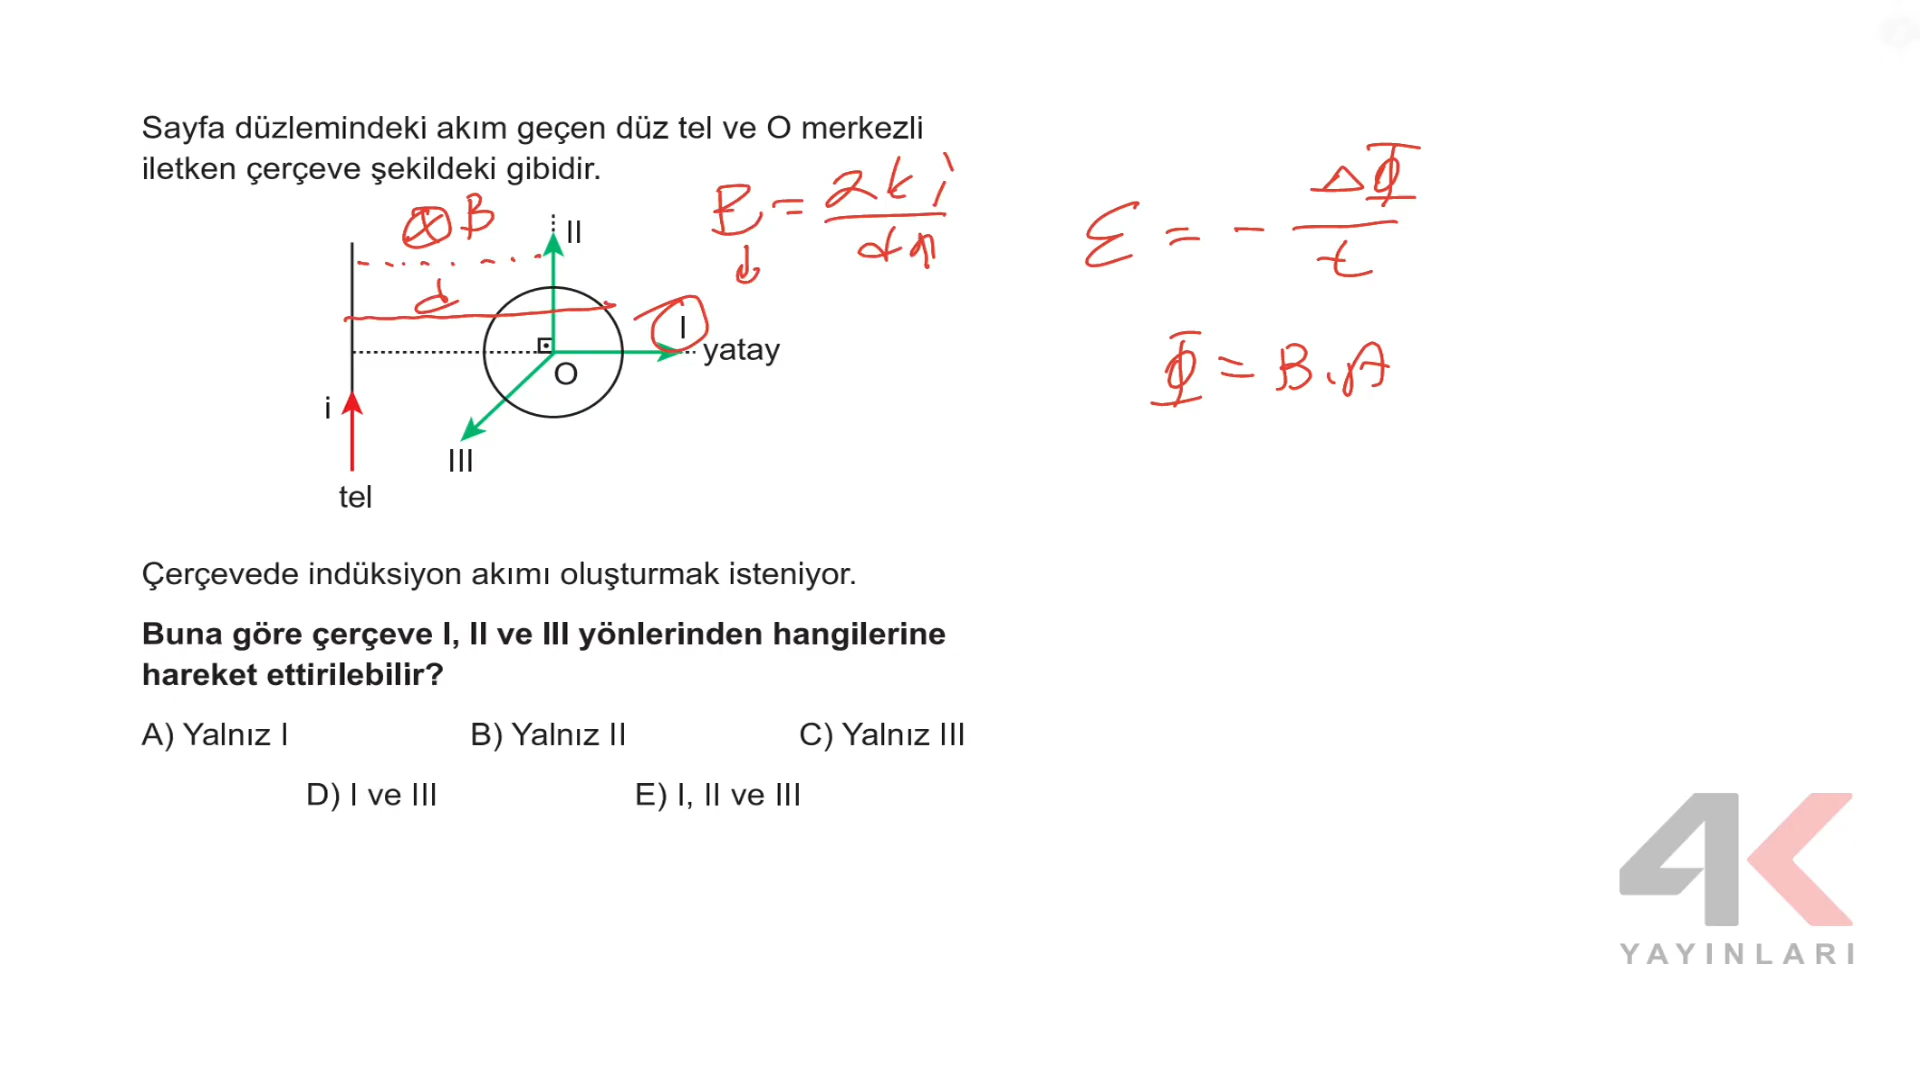 Sayfa düzlemindeki akım geçen düz tel ve O merkezli
iletken çerçeve şekildeki gibidir.
⊗ B
II
d
I
yatay
O
i
III
tel
B = 2ki / d
ε = - ΔΦ / t
Φ = B.A
Çerçevede indüksiyon akımı oluşturmak isteniyor.
Buna göre çerçeve I, II ve III yönlerinden hangilerine
hareket ettirilebilir?
A) Yalnız I B) Yalnız II C) Yalnız III
D) I ve III E) I, II ve III
4K
YAYINLARI